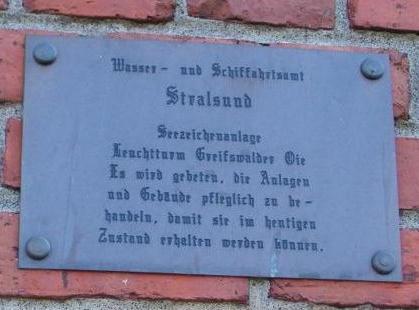 Wasser- und Schiffahrtsamt
Stralsund
Seezeichenanlage
Leuchtturm Greifswalder Oie
Es wird gebeten, die Anlagen
und Gebäude pfleglich zu be-
handeln, damit sie im heutigen
Zustand erhalten werden können.